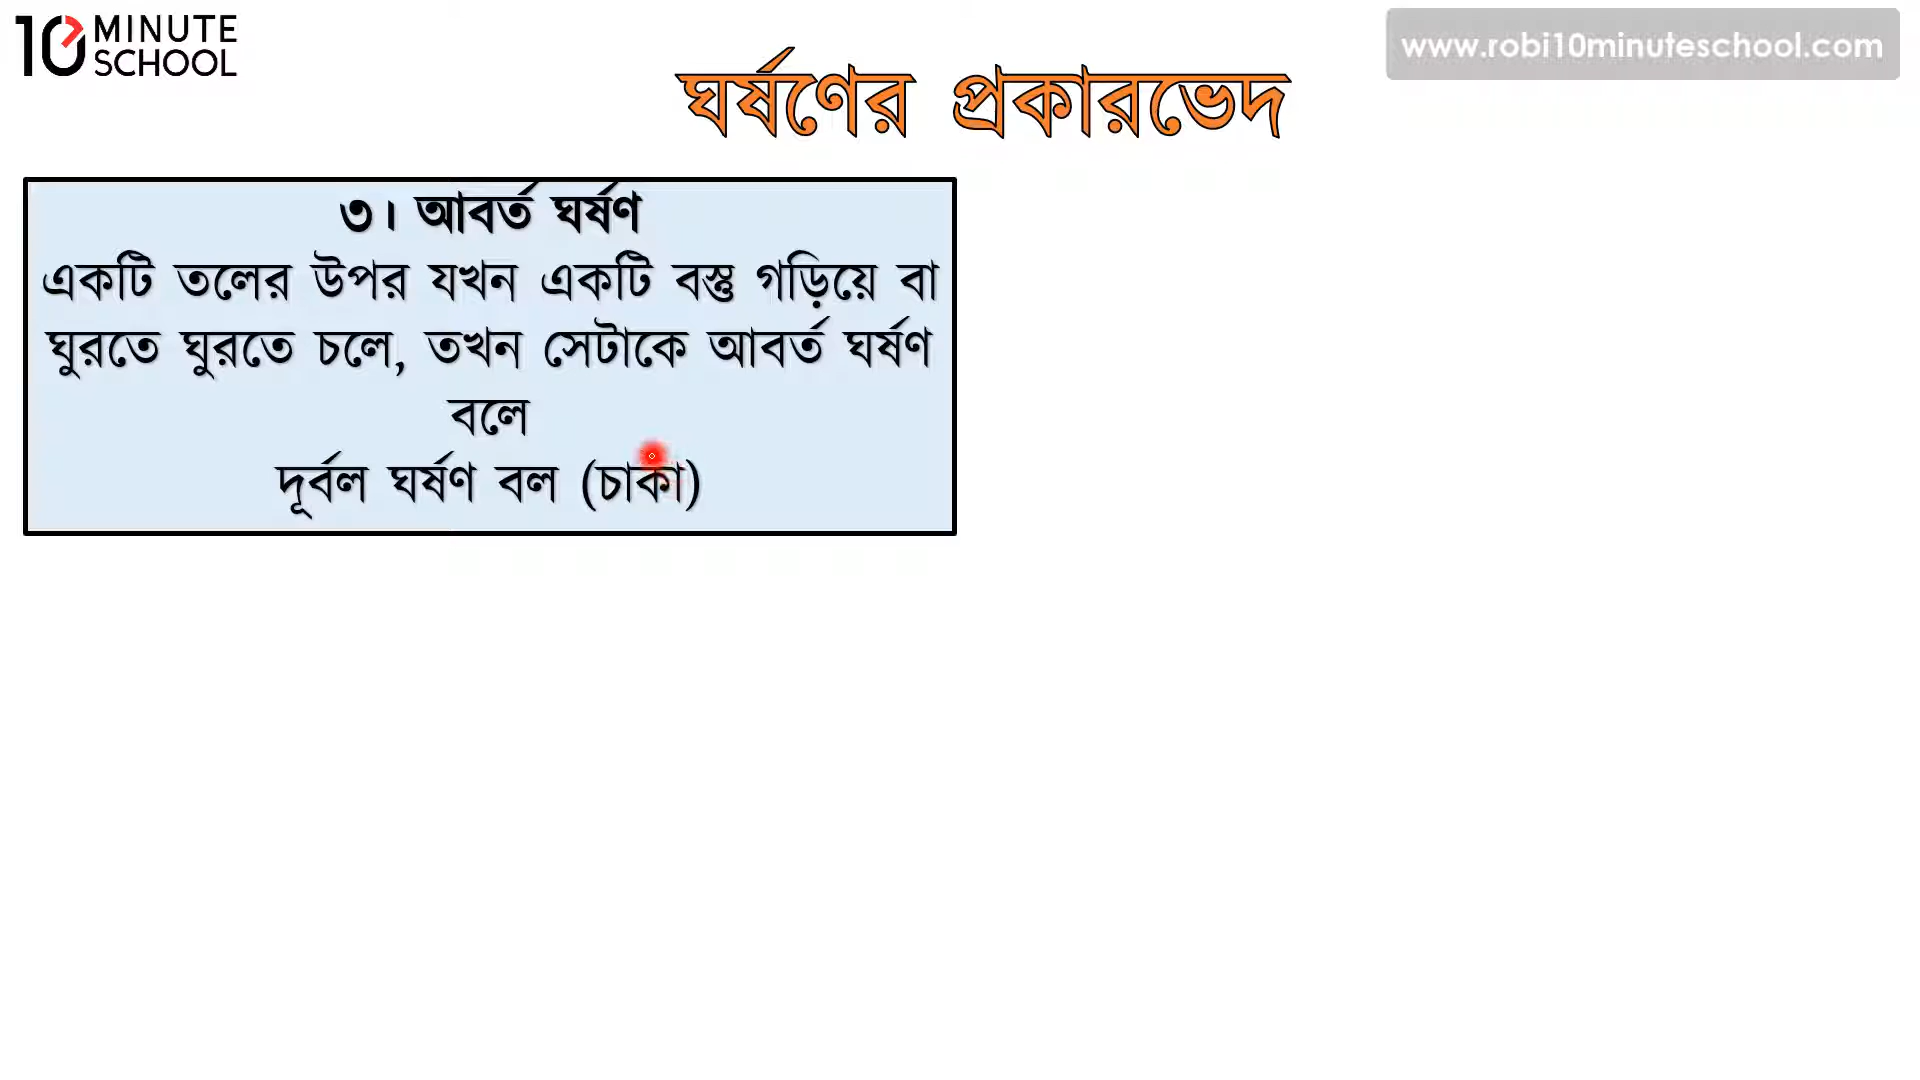 10 MINUTE SCHOOL
www.robi10minuteschool.com
ঘর্ষণের প্রকারভেদ
৩। আবর্ত ঘর্ষণ
একটি তলের উপর যখন একটি বস্তু গড়িয়ে বা
ঘুরতে ঘুরতে চলে, তখন সেটাকে আবর্ত ঘর্ষণ
বলে
দূর্বল ঘর্ষণ বল (চাকা)